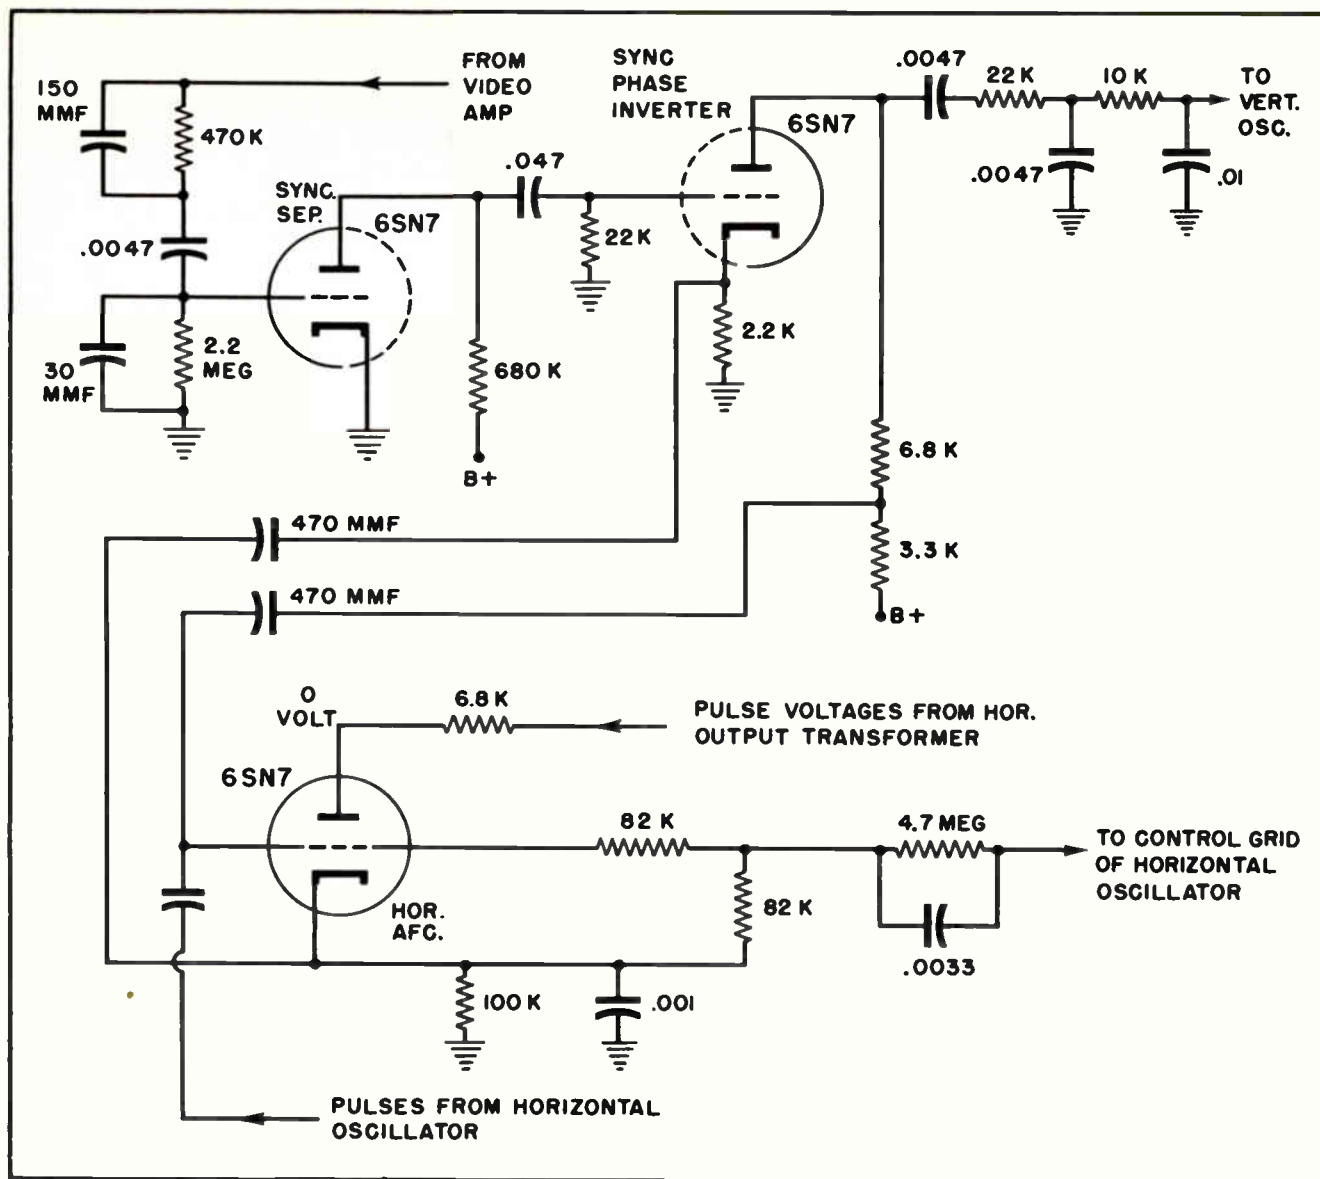 FROM
VIDEO
AMP
150
MMF
470 K
.0047
30
MMF
2.2
MEG
SYNC.
SEP.
6SN7
680 K
B+
.047
22 K
SYNC
PHASE
INVERTER
6SN7
2.2 K
.0047
22 K
10 K
TO
VERT.
OSC.
.0047
.01
6.8 K
3.3 K
B+
470 MMF
470 MMF
0
VOLT
6.8 K
PULSE VOLTAGES FROM HOR.
OUTPUT TRANSFORMER
6SN7
HOR.
AFC.
82 K
82 K
4.7 MEG
.0033
TO CONTROL GRID
OF HORIZONTAL
OSCILLATOR
100 K
.001
PULSES FROM HORIZONTAL
OSCILLATOR